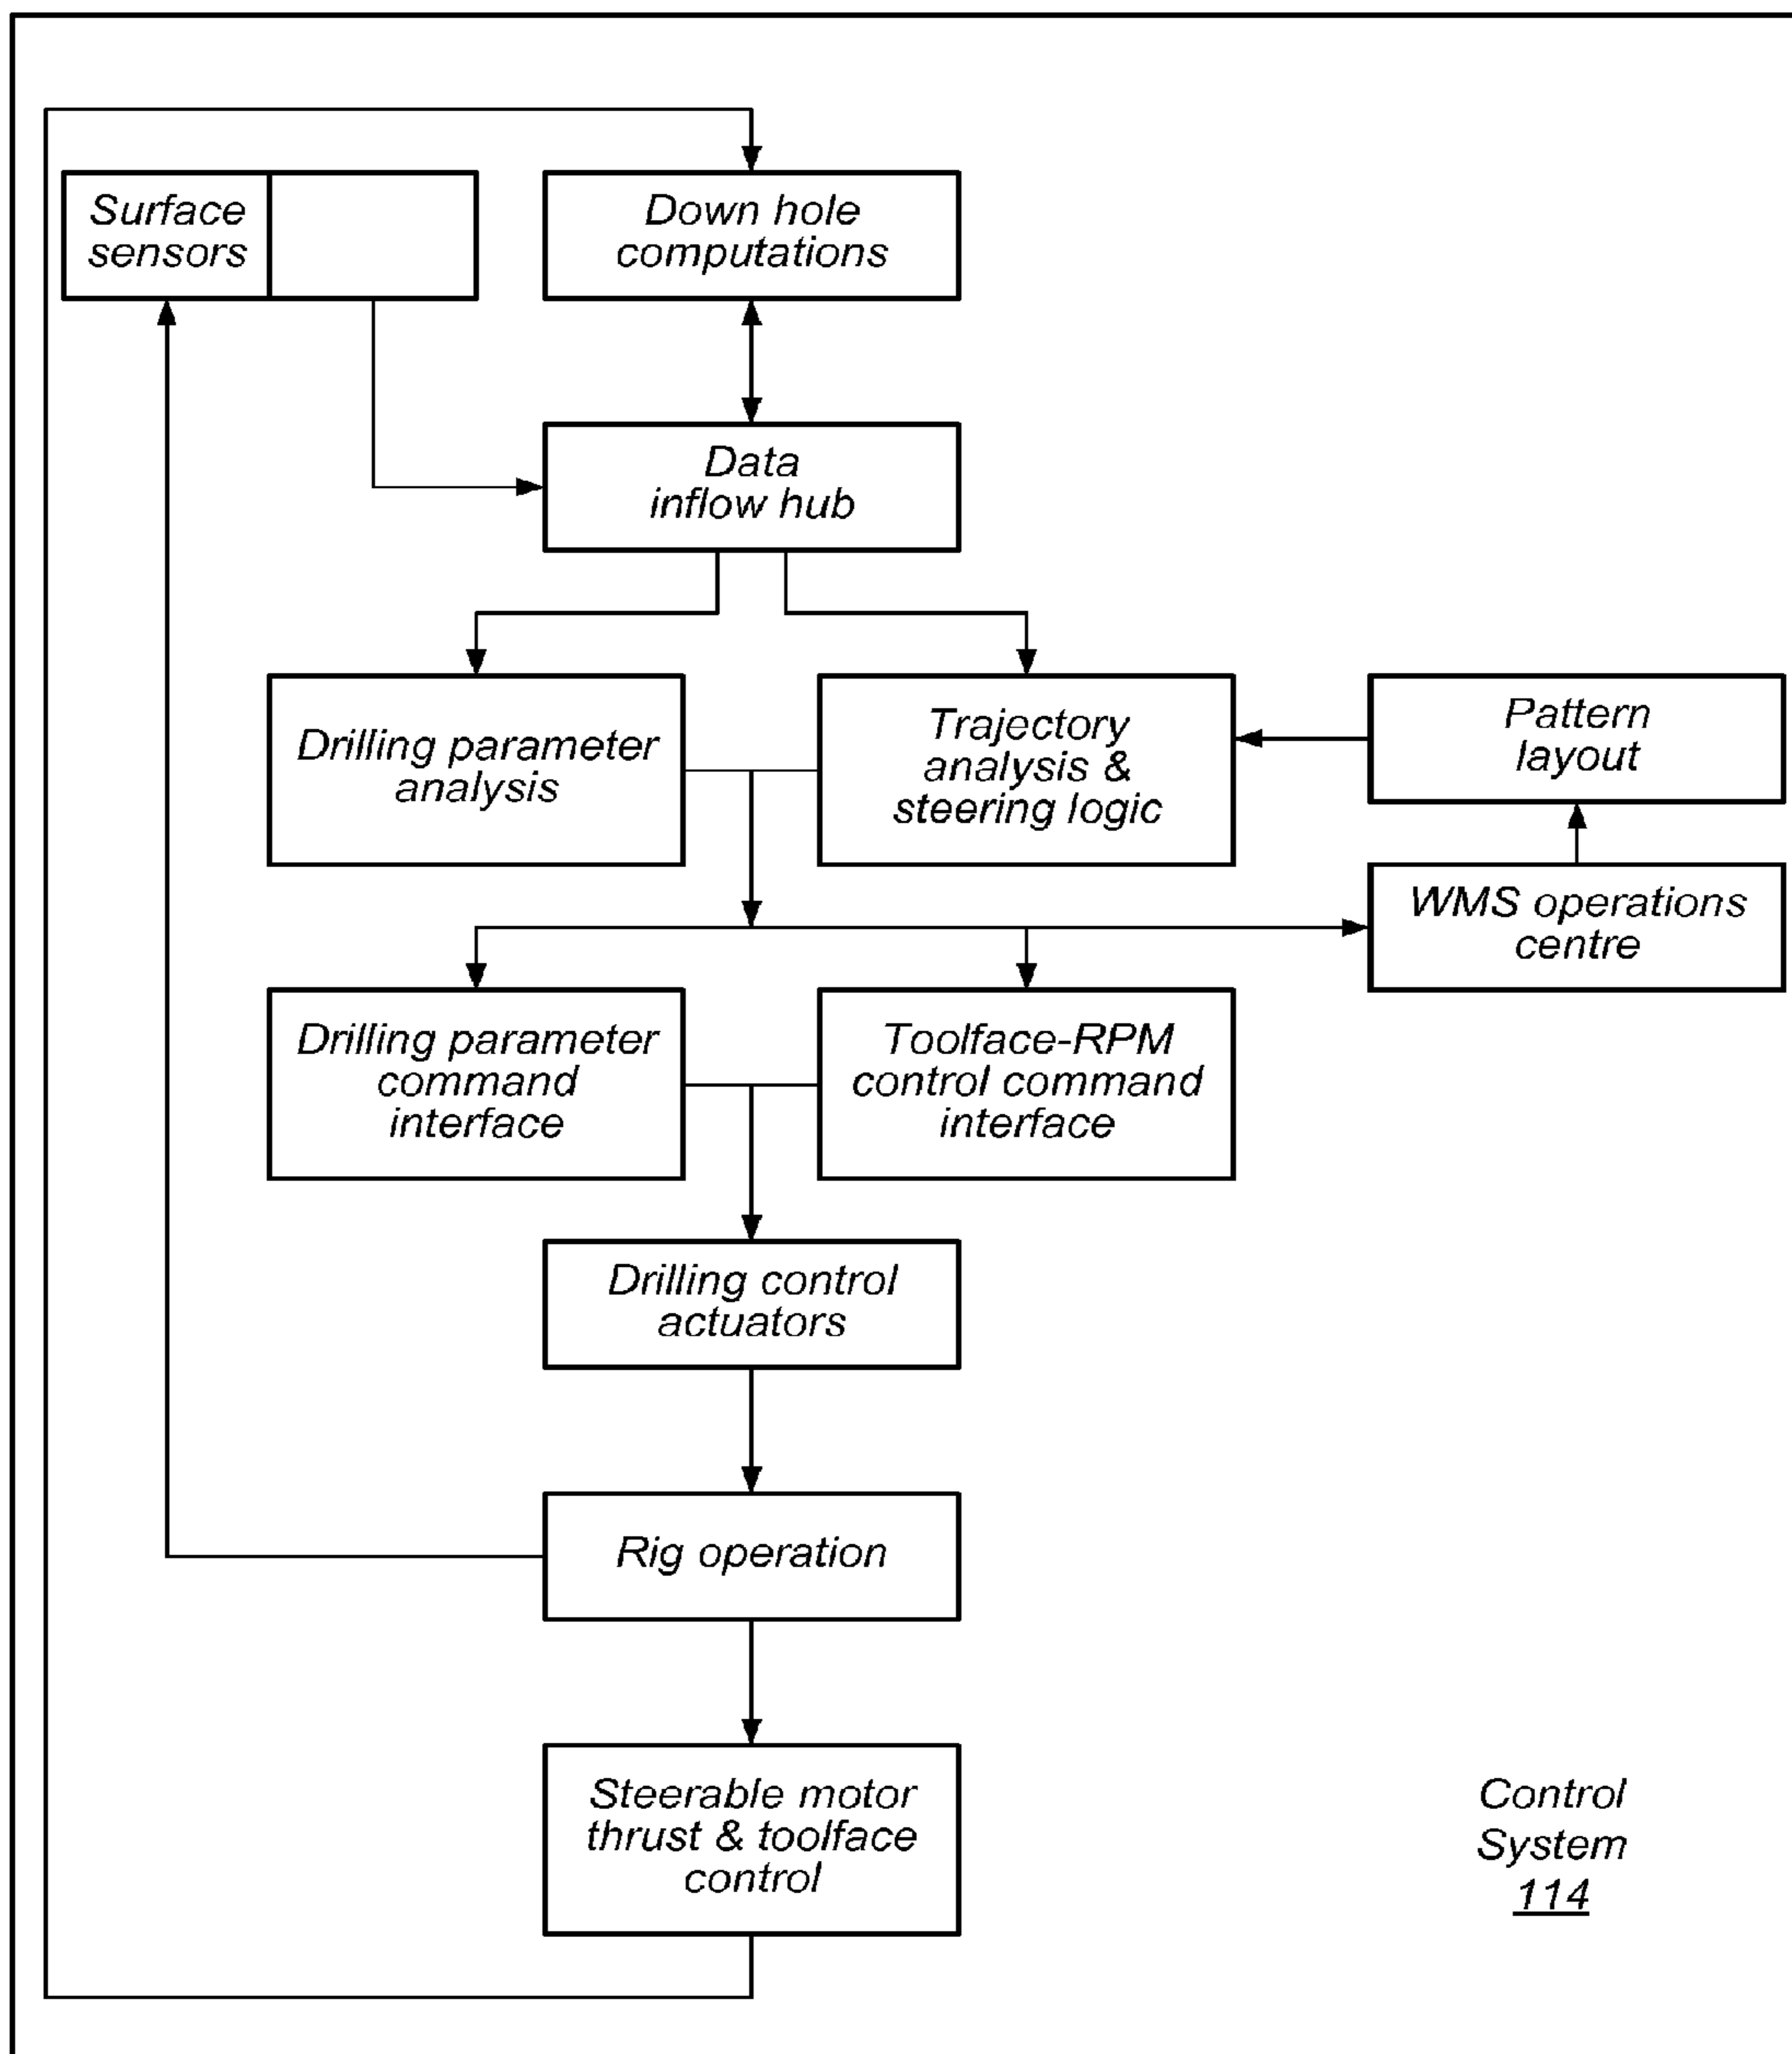 Surface
sensors
Down hole
computations
Data
inflow hub
Drilling parameter
analysis
Trajectory
analysis &
steering logic
Pattern
layout
WMS operations
centre
Drilling parameter
command
interface
Toolface-RPM
control command
interface
Drilling control
actuators
Rig operation
Steerable motor
thrust & toolface
control
Control
System
114